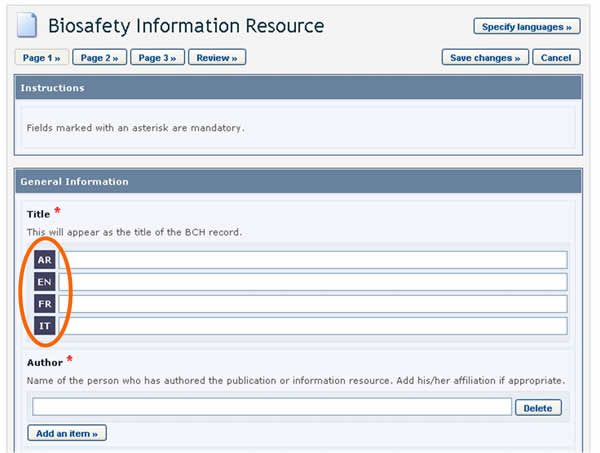 Biosafety Information Resource
Specify languages »
Page 1 » Page 2 » Page 3 » Review » Save changes » Cancel
Instructions
Fields marked with an asterisk are mandatory.
General Information
Title *
This will appear as the title of the BCH record.
AR
EN
FR
IT
Author *
Name of the person who has authored the publication or information resource. Add his/her affiliation if appropriate.
Delete
Add an item »